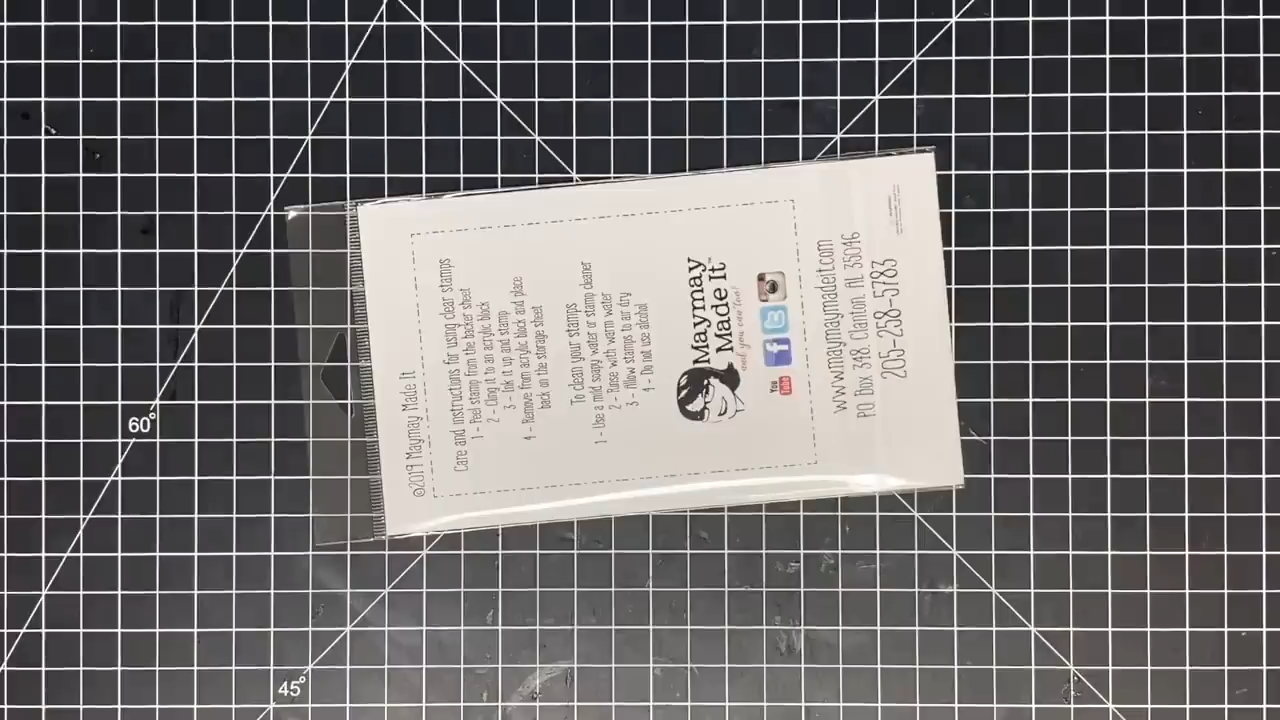 ©2019 Maymay Made It
Care and instructions for using clear stamps
1 - Peel stamp from the backer sheet
2 - Cling it to an acrylic block
3 - Ink it up and stamp
4 - Remove from acrylic block and place
back on the storage sheet
To clean your stamps
1 - Use a mild soapy water or stamp cleaner
2 - Rinse with warm water
3 - Allow stamps to air dry
4 - Do not use alcohol
Maymay
Made It™
and you can too!
You
Tube
f
t
www.maymaymadeit.com
P.O. Box 348, Clanton, AL 35046
205-258-5783
60°
45°